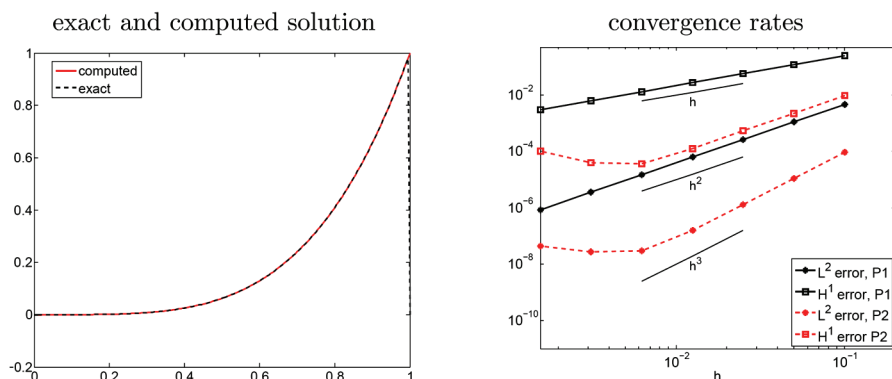 exact and computed solution
1
0.8
0.6
0.4
0.2
0
-0.2
0
0.2
0.4
0.6
0.8
1
computed
exact
convergence rates
10^-2
10^-4
10^-6
10^-8
10^-10
10^-2
10^-1
h
h
h^2
h^3
L^2 error, P1
H^1 error, P1
L^2 error, P2
H^1 error P2